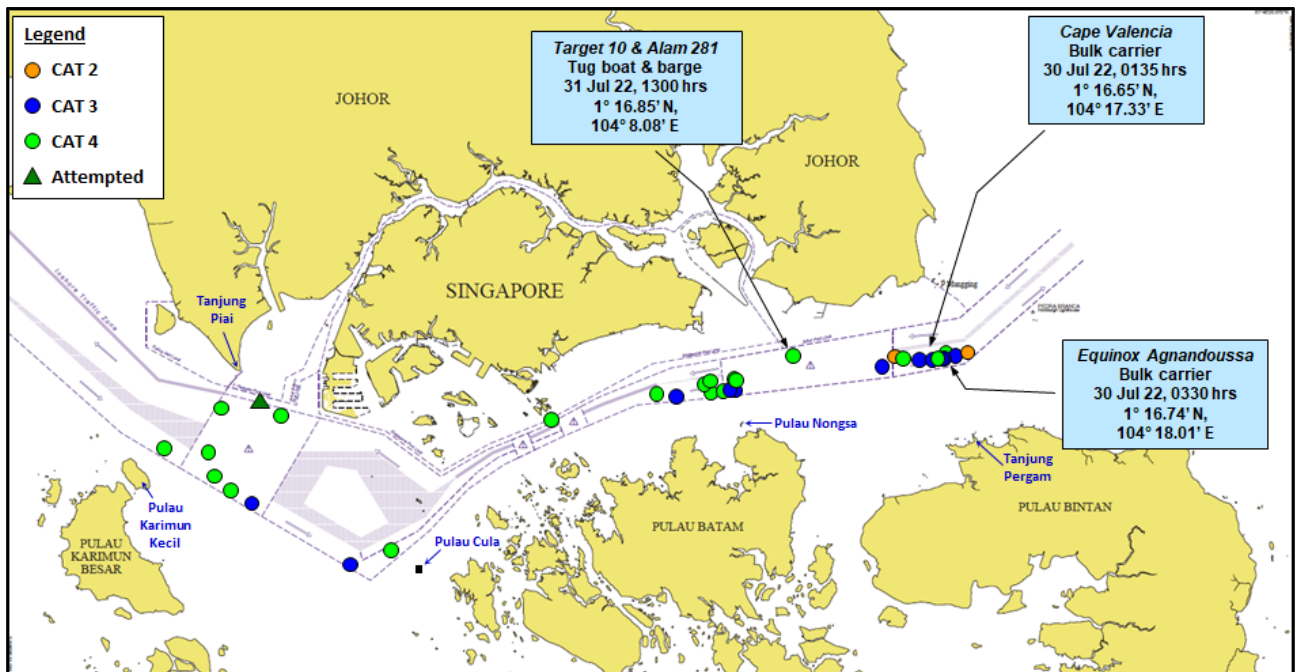 Legend
CAT 2
CAT 3
CAT 4
Attempted
Target 10 & Alam 281
Tug boat & barge
31 Jul 22, 1300 hrs
1° 16.85' N,
104° 8.08' E
Cape Valencia
Bulk carrier
30 Jul 22, 0135 hrs
1° 16.65' N,
104° 17.33' E
JOHOR
JOHOR
SINGAPORE
Inshore Traffic Zone
Tanjung
Piai
Equinox Agnandoussa
Bulk carrier
30 Jul 22, 0330 hrs
1° 16.74' N,
104° 18.01' E
Pulau Nongsa
Tanjung
Pergam
Pulau
Karimun
Kecil
PULAU
KARIMUN
BESAR
Pulau Cula
PULAU BATAM
PULAU BINTAN